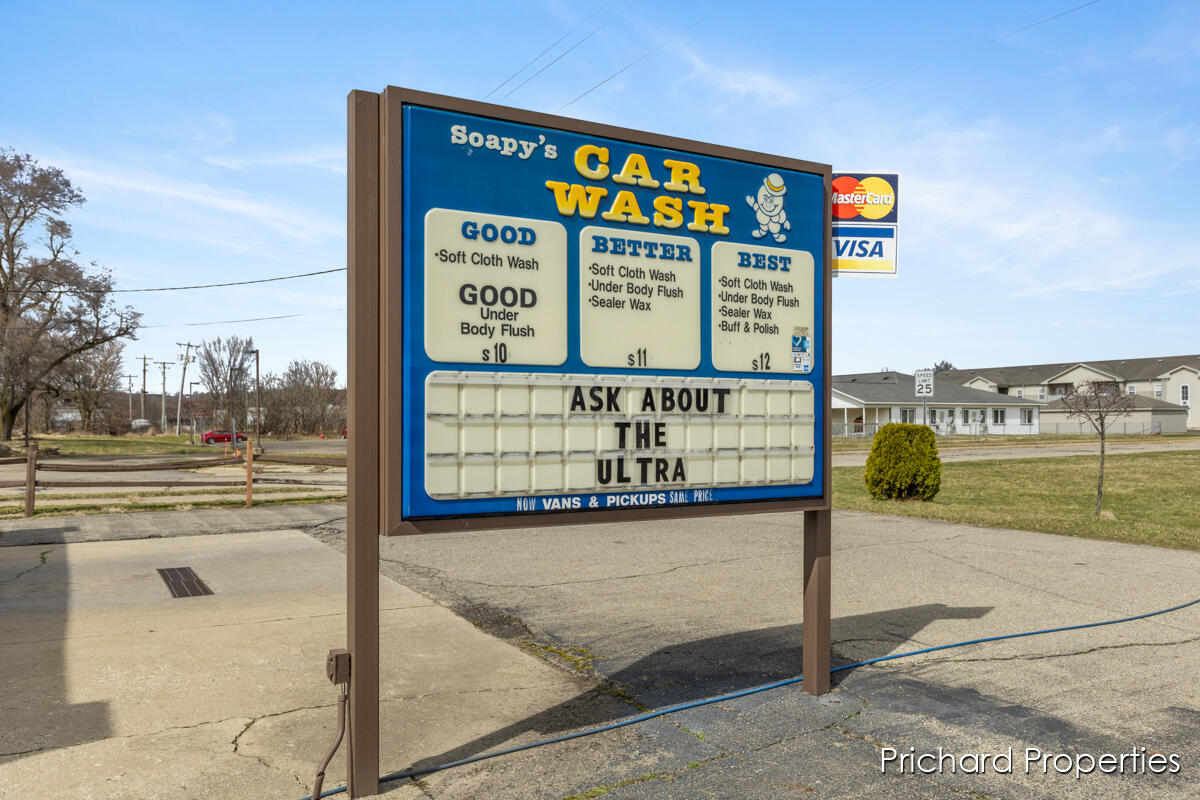 Soapy's CAR
WASH
GOOD
•Soft Cloth Wash
GOOD
Under
Body Flush
$10
BETTER
•Soft Cloth Wash
•Under Body Flush
•Sealer Wax
$11
BEST
•Soft Cloth Wash
•Under Body Flush
•Sealer Wax
•Buff & Polish
$12
ASK ABOUT
THE
ULTRA
NOW VANS & PICKUPS SAME PRICE
MasterCard
VISA
SPEED
LIMIT
25
Prichard Properties